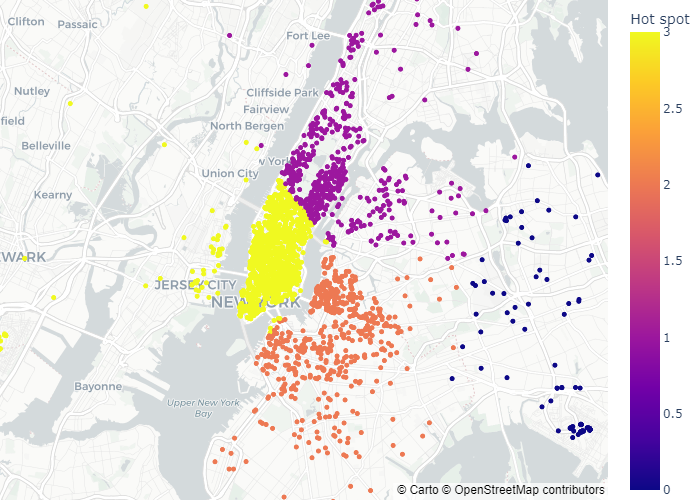 Clifton
Passaic
Fort Lee
Nutley
Cliffside Park
Fairview
North Bergen
field
Belleville
w York
Union City
Kearny
WARK
JERSEY CITY
NEW YORK
Bayonne
Upper New York
Bay
© Carto © OpenStreetMap contributors
Hot spot
3
2.5
2
1.5
1
0.5
0